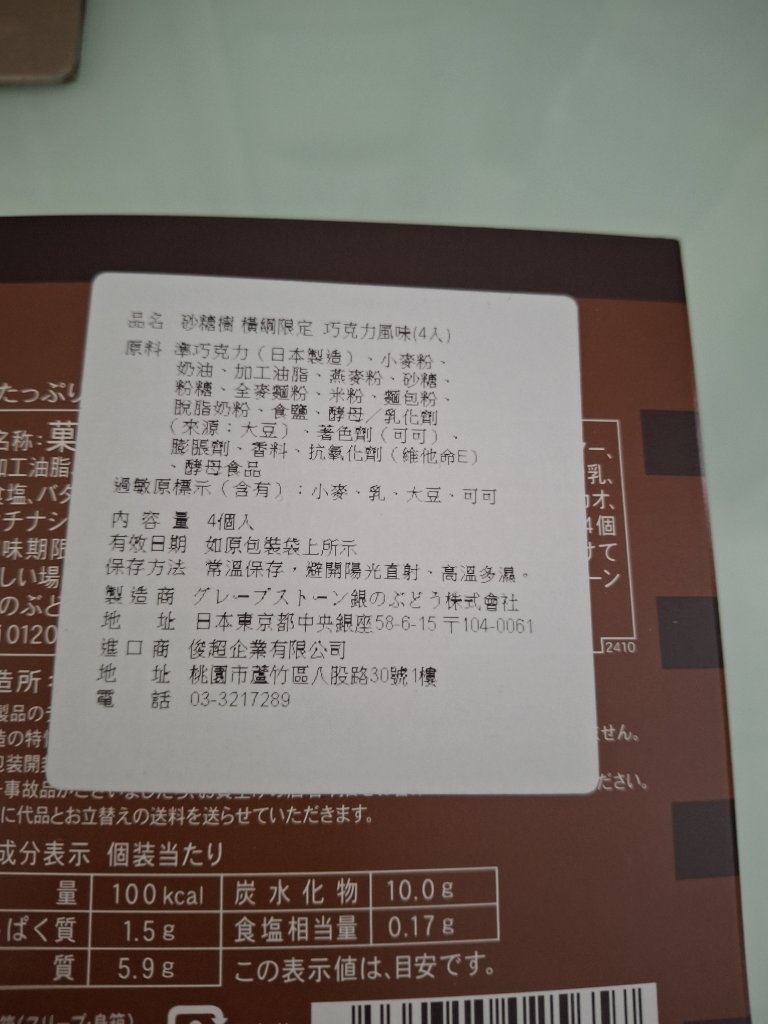 品名 砂糖樹 橫綱限定 巧克力風味(4入)
原料 準巧克力（日本製造）、小麥粉、
奶油、加工油脂、燕麥粉、砂糖、
粉糖、全麥麵粉、米粉、麵包粉、
脫脂奶粉、食鹽、酵母／乳化劑
（來源：大豆）、著色劑（可可）、
膨脹劑、香料、抗氧化劑（維他命E）
、酵母食品
過敏原標示（含有）：小麥、乳、大豆、可可
內容量 4個入
有效日期 如原包裝袋上所示
保存方法 常溫保存，避開陽光直射、高溫多濕。
製造商 グレープストーン銀のぶどう株式會社
地址 日本東京都中央銀座58-6-15 〒104-0061
進口商 俊超企業有限公司
地址 桃園市蘆竹區八股路30號1樓
電話 03-3217289
たっぷり
名称:菓
加工油脂
食塩、バタ
チナシ
味期限
しい場
のぶど
0120
ー、
乳、
カオ、
4個
けて
ーン
2410
造所:
製品の
造の特性
せん。
包装開封
ださい。
に代品とお立替えの送料を送らせていただきます。
成分表示 個装当たり
量 100kcal 炭水化物 10.0g
ぱく質 1.5g 食塩相当量 0.17g
質 5.9g この表示値は、目安です。